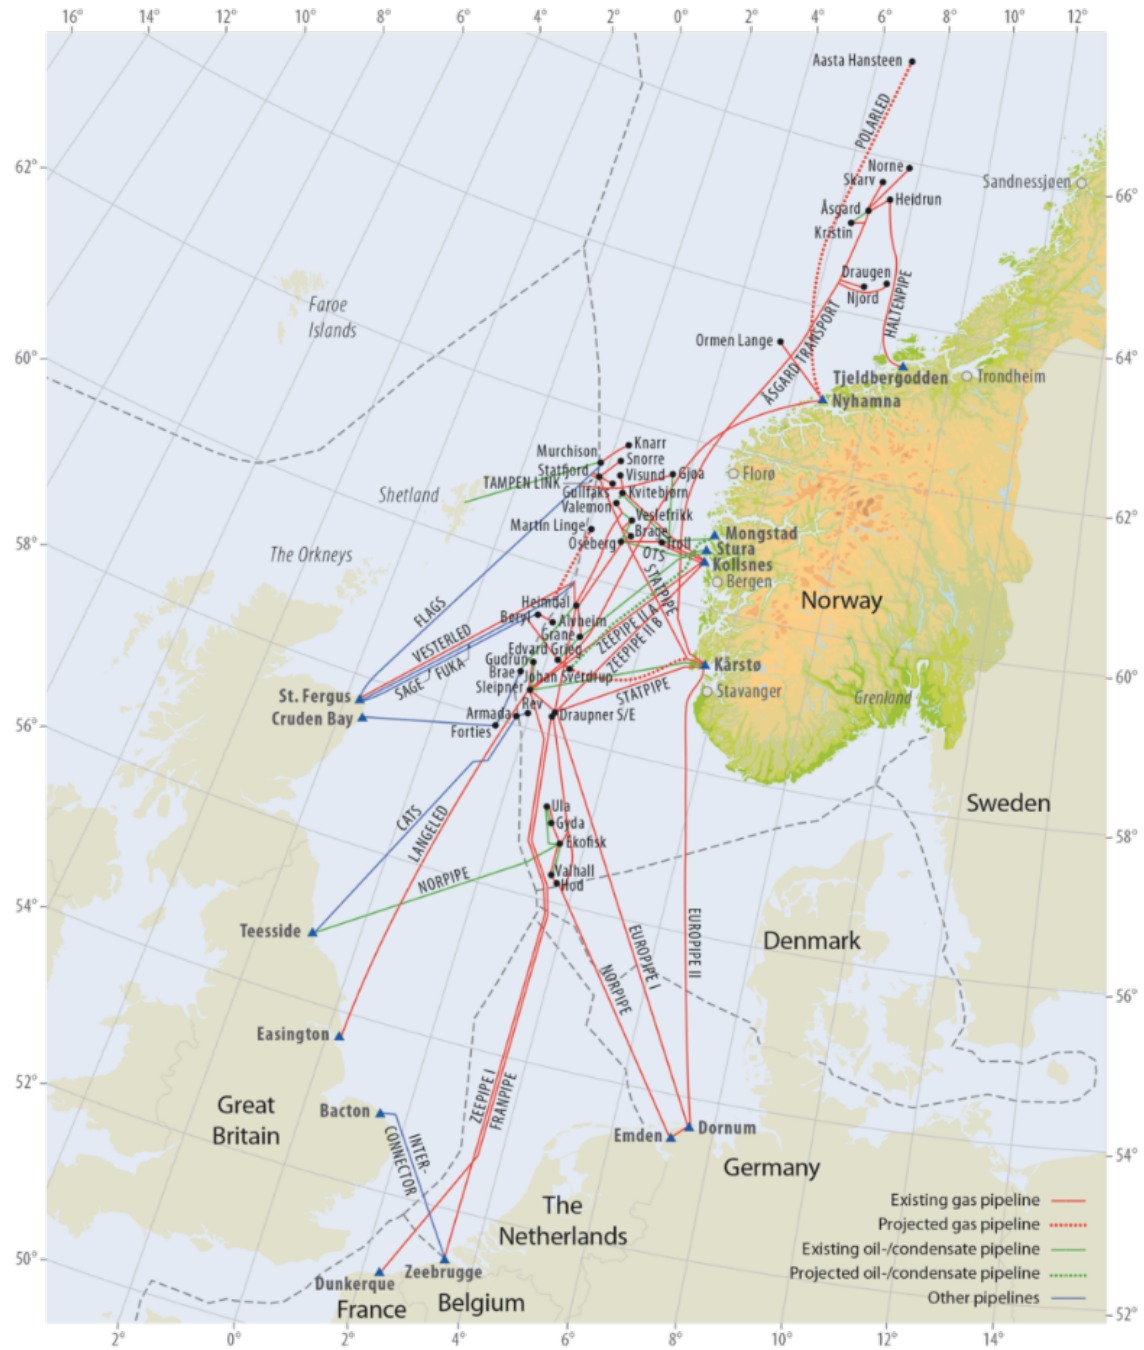 16°
14°
12°
10°
8°
6°
4°
2°
0°
2°
4°
6°
8°
10°
12°
Aasta Hansteen
POLARLED
62°
Norne
Skarv
Sandnessjøen
66°
Heidrun
Åsgard
Kristin
Draugen
Njord
HALTENPIPE
Faroe
Islands
Ormen Lange
ÅSGARD TRANSPORT
60°
64°
Tjeldbergodden
Trondheim
Nyhamna
Knarr
Murchison
Snorre
Statfjord
Visund
Gjøa
Florø
TAMPEN LINK
Gullfaks
Kvitebjørn
Shetland
Valemon
Veslefrikk
62°
Martin Linge
Brage
Mongstad
58°
Oseberg
Troll
Stura
OTS
Kollsnes
The Orkneys
STATPIPE
Bergen
Norway
FLAGS
Heimdal
Beryl
Alvheim
ZEEPIPE II A
VESTERLED
Grane
ZEEPIPE II B
Edvard Grieg
SAGE / FUKA
Gudrun
Kårstø
Brae
Johan Sverdrup
60°
St. Fergus
Sleipner
STATPIPE
Stavanger
Grenland
Cruden Bay
Rev
Armada
Draupner S/E
56°
Forties
Ula
Sweden
CATS
Gyda
LANGELED
Ekofisk
58°
NORPIPE
Valhall
Hod
54°
Teesside
EUROPIPE II
Denmark
EUROPIPE I
NORPIPE
56°
Easington
52°
ZEEPIPE I
FRANPIPE
Great
Britain
Bacton
INTER-
CONNECTOR
Dornum
Emden
54°
Germany
The
Netherlands
Existing gas pipeline
Projected gas pipeline
Existing oil-/condensate pipeline
Projected oil-/condensate pipeline
Other pipelines
50°
Zeebrugge
Dunkerque
France
Belgium
52°
2°
0°
2°
4°
6°
8°
10°
12°
14°